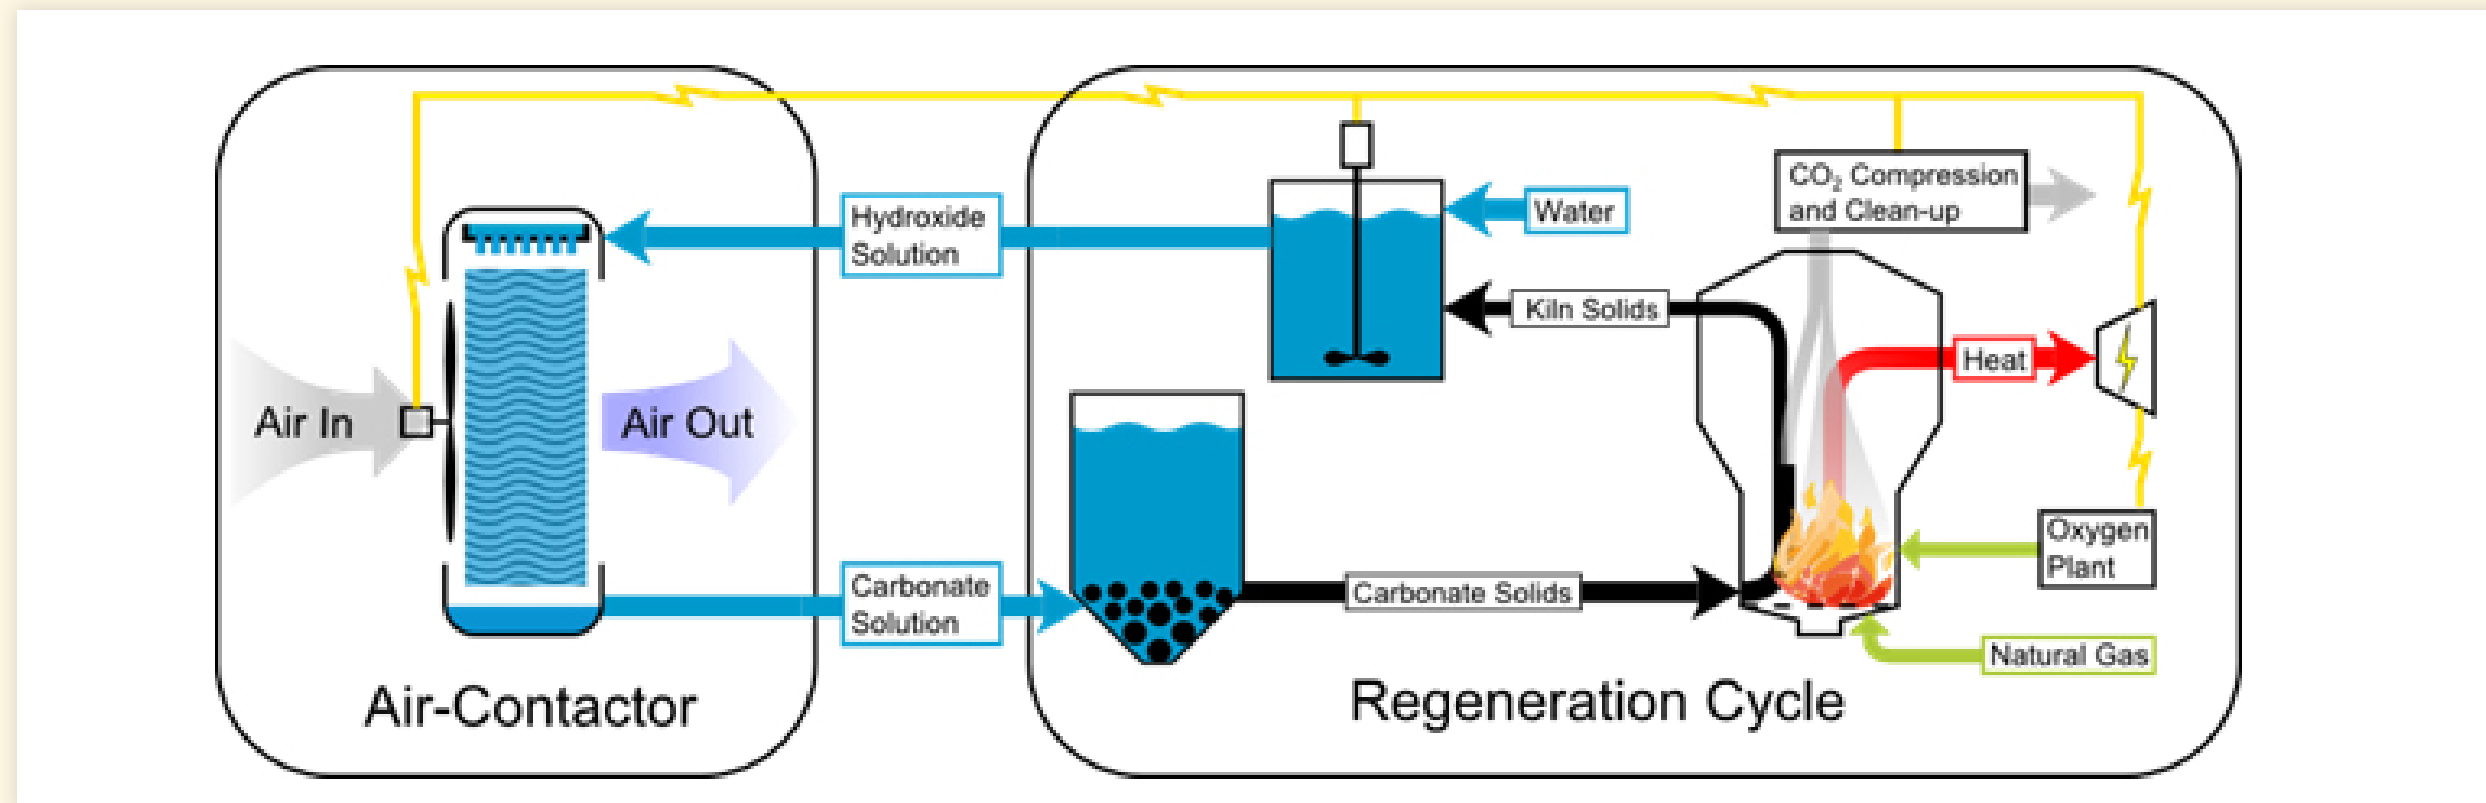 Air In
Air Out
Air-Contactor
Hydroxide
Solution
Carbonate
Solution
Water
Kiln Solids
Carbonate Solids
CO₂ Compression
and Clean-up
Heat
Oxygen
Plant
Natural Gas
Regeneration Cycle